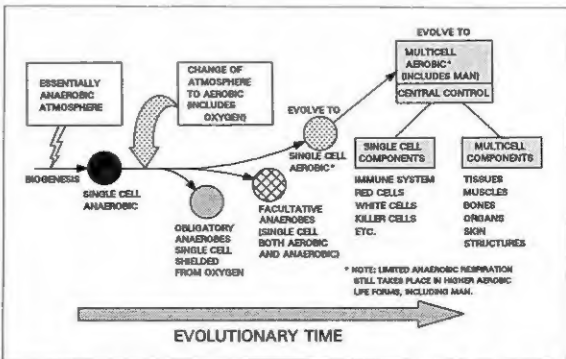 ESSENTIALLY
ANAEROBIC
ATMOSPHERE
CHANGE OF
ATMOSPHERE
TO AEROBIC
(INCLUDES
OXYGEN)
EVOLVE TO
MULTICELL
AEROBIC*
(INCLUDES MAN)
CENTRAL CONTROL
EVOLVE TO
SINGLE CELL
AEROBIC*
BIOGENESIS
SINGLE CELL
ANAEROBIC
OBLIGATORY
ANAEROBES
SINGLE CELL
SHIELDED
FROM OXYGEN
FACULTATIVE
ANAEROBES
(SINGLE CELL
BOTH AEROBIC
AND ANAEROBIC)
SINGLE CELL
COMPONENTS
IMMUNE SYSTEM
RED CELLS
WHITE CELLS
KILLER CELLS
ETC.
MULTICELL
COMPONENTS
TISSUES
MUSCLES
BONES
ORGANS
SKIN
STRUCTURES
* NOTE: LIMITED ANAEROBIC RESPIRATION
STILL TAKES PLACE IN HIGHER AEROBIC
LIFE FORMS, INCLUDING MAN.
EVOLUTIONARY TIME